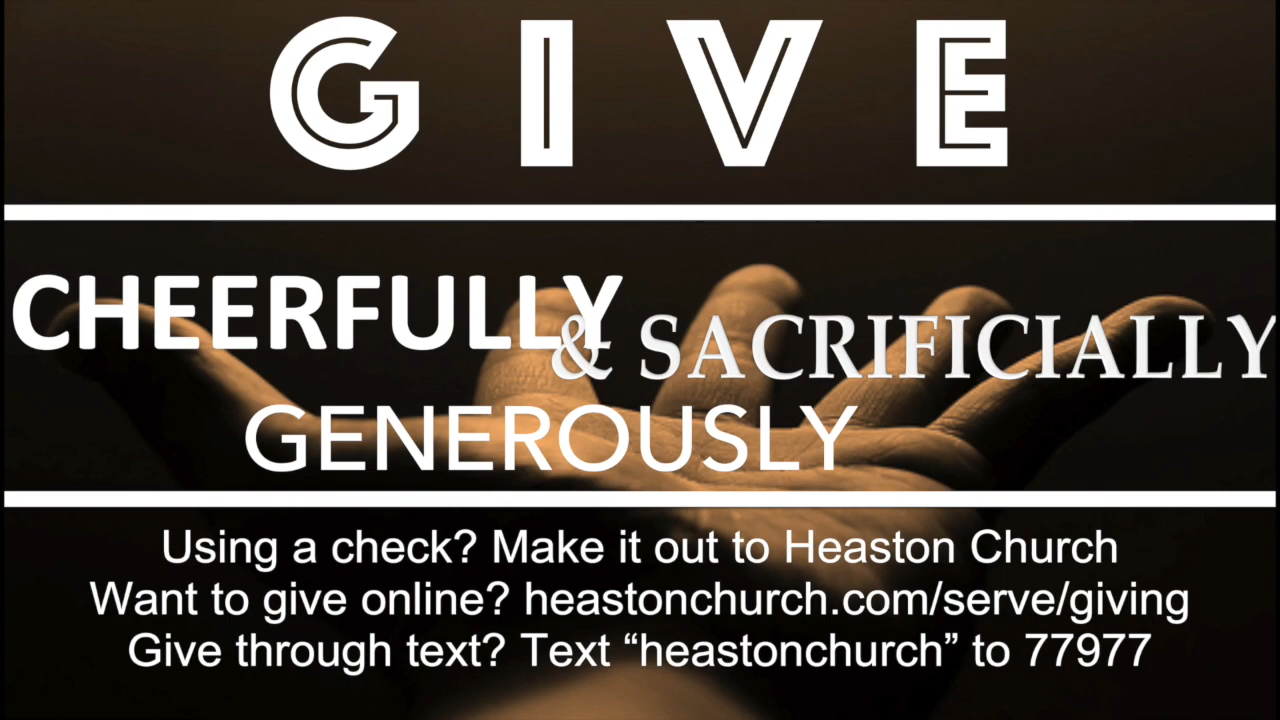 GIVE
CHEERFULLY
& SACRIFICIALLY
GENEROUSLY
Using a check? Make it out to Heaston Church
Want to give online? heastonchurch.com/serve/giving
Give through text? Text “heastonchurch” to 77977